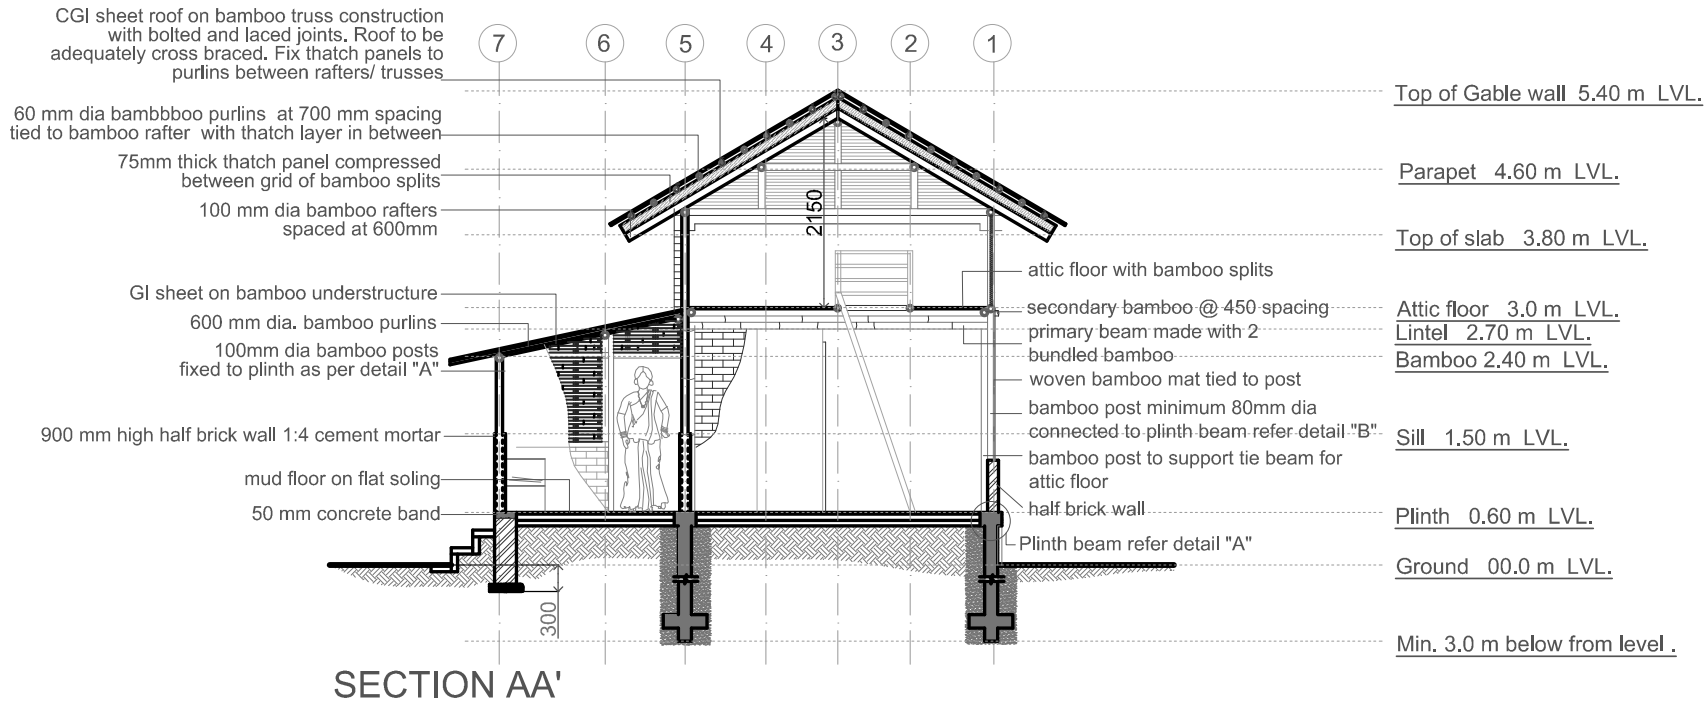 CGI sheet roof on bamboo truss construction
with bolted and laced joints. Roof to be
adequately cross braced. Fix thatch panels to
purlins between rafters/ trusses
60 mm dia bambbboo purlins at 700 mm spacing
tied to bamboo rafter with thatch layer in between
75mm thick thatch panel compressed
between grid of bamboo splits
100 mm dia bamboo rafters
spaced at 600mm
GI sheet on bamboo understructure
600 mm dia. bamboo purlins
100mm dia bamboo posts
fixed to plinth as per detail "A"
900 mm high half brick wall 1:4 cement mortar
mud floor on flat soling
50 mm concrete band
7
6
5
4
3
2
1
2150
300
attic floor with bamboo splits
secondary bamboo @ 450 spacing
primary beam made with 2
bundled bamboo
woven bamboo mat tied to post
bamboo post minimum 80mm dia
connected to plinth beam refer detail "B"
bamboo post to support tie beam for
attic floor
half brick wall
Plinth beam refer detail "A"
Top of Gable wall 5.40 m LVL.
Parapet 4.60 m LVL.
Top of slab 3.80 m LVL.
Attic floor 3.0 m LVL.
Lintel 2.70 m LVL.
Bamboo 2.40 m LVL.
Sill 1.50 m LVL.
Plinth 0.60 m LVL.
Ground 00.0 m LVL.
Min. 3.0 m below from level .
SECTION AA'